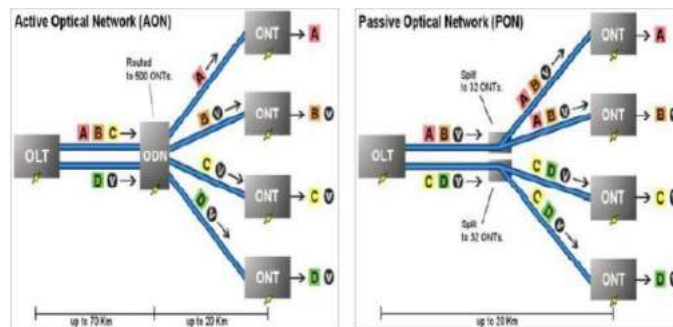 Active Optical Network (AON)
ONT
A
Routed
to 500 ONTs.
A
ONT
B V
B V
A B C
OLT
ODN
D V
C V
ONT
C V
D V
ONT
D V
up to 70 Km
up to 20 Km
Passive Optical Network (PON)
ONT
A
Split
to 32 ONTs.
A B V
ONT
B
A B V
A B V
OLT
C D V
C D V
ONT
C
C D V
Split
to 32 ONTs.
ONT
D
up to 20 Km